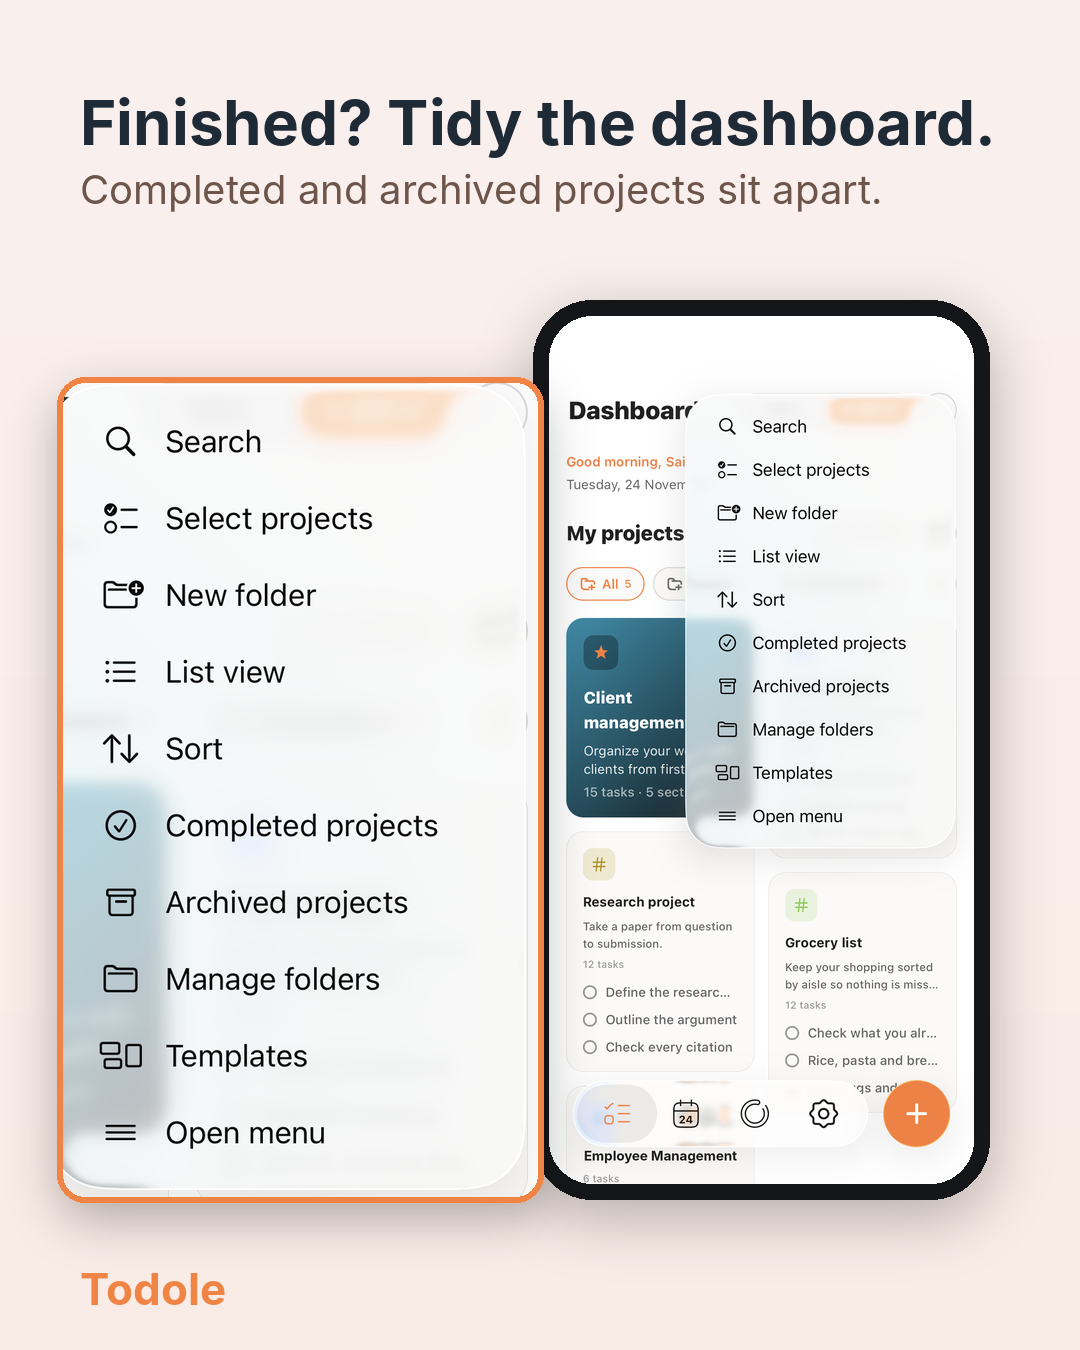 Finished? Tidy the dashboard.
Completed and archived projects sit apart.
Search
Select projects
New folder
List view
Sort
Completed projects
Archived projects
Manage folders
Templates
Open menu
Dashboard
Good morning, Sai
Tuesday, 24 Novem
My projects
All 5
Search
Select projects
New folder
List view
Sort
Completed projects
Archived projects
Manage folders
Templates
Open menu
Client
management
Organize your w
clients from first
15 tasks · 5 sect
Research project
Take a paper from question
to submission.
12 tasks
Define the researc...
Outline the argument
Check every citation
Grocery list
Keep your shopping sorted
by aisle so nothing is miss...
12 tasks
Check what you alr...
Rice, pasta and bre...
24
Employee Management
6 tasks
Todole